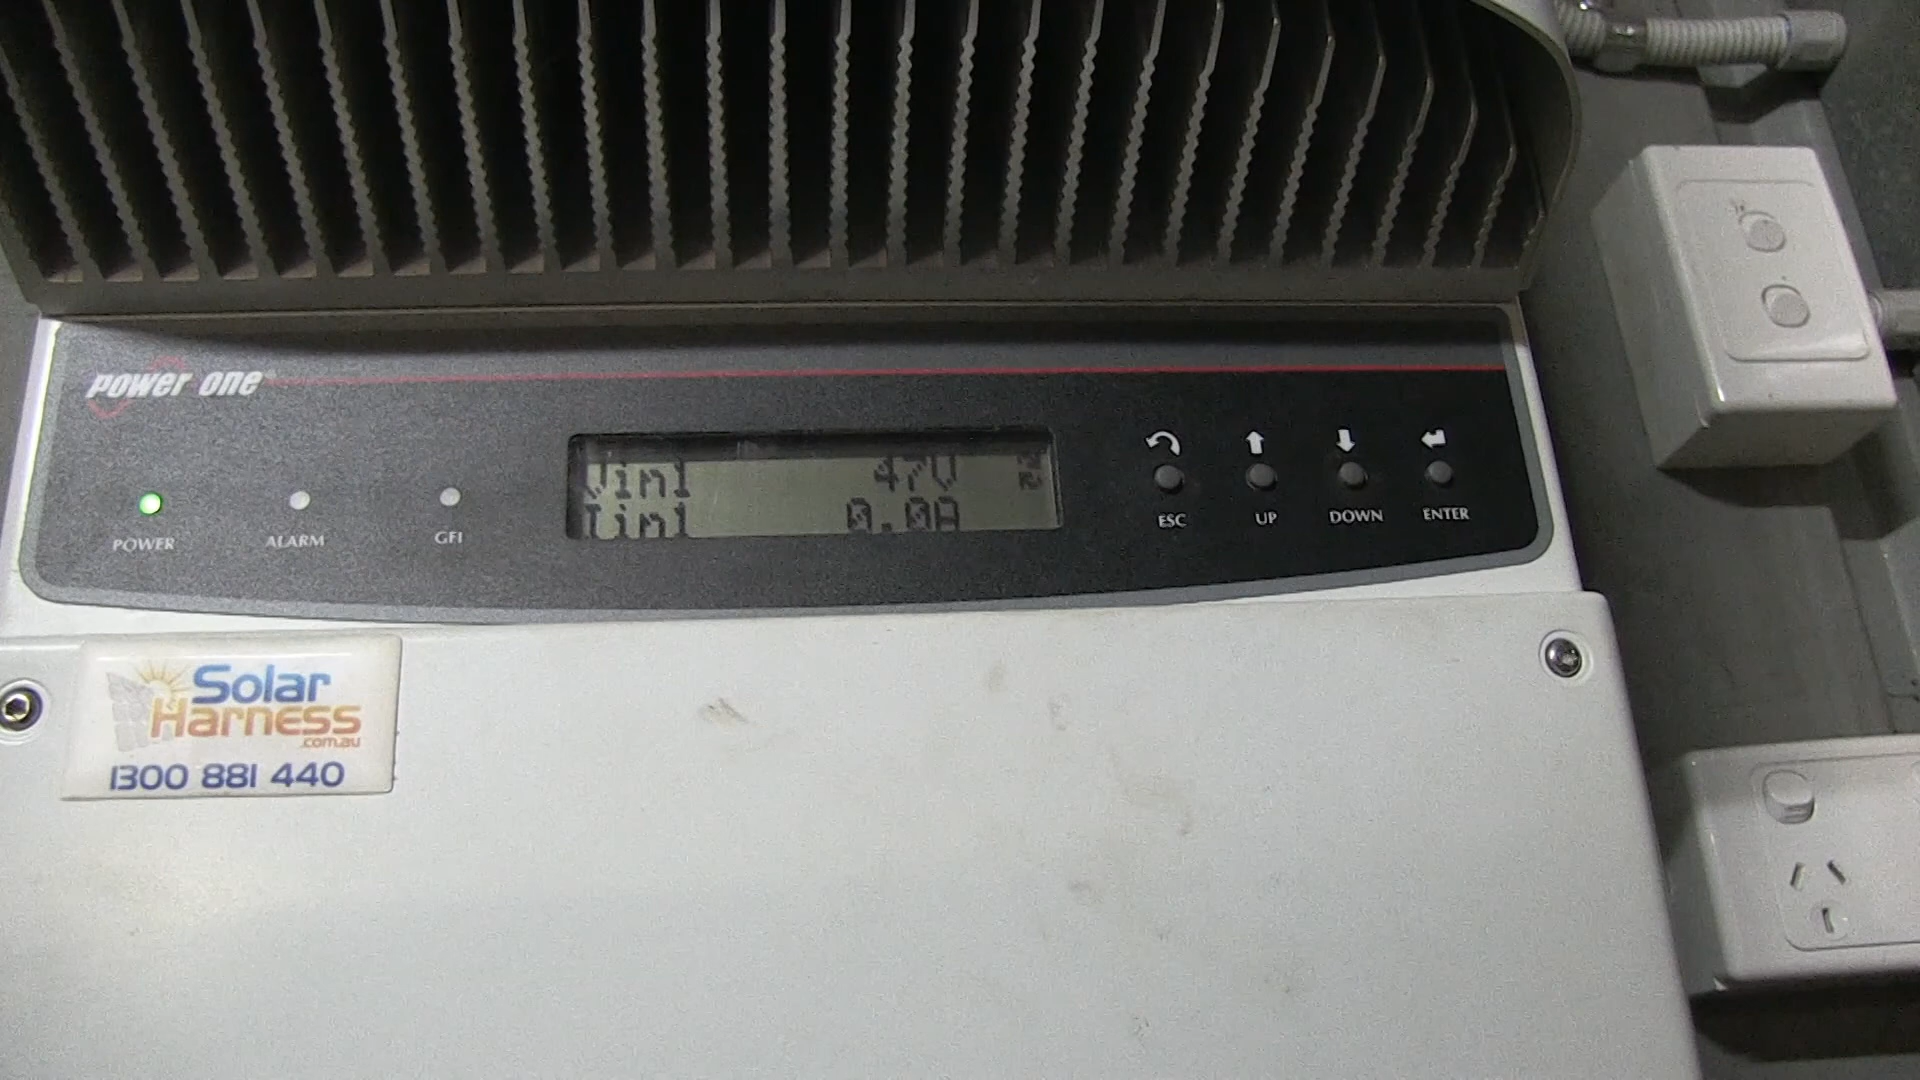 power one
Vin1 47V
Iin1 0.0A
POWER ALARM GFI
ESC UP DOWN ENTER
Solar
Harness
.com.au
1300 881 440